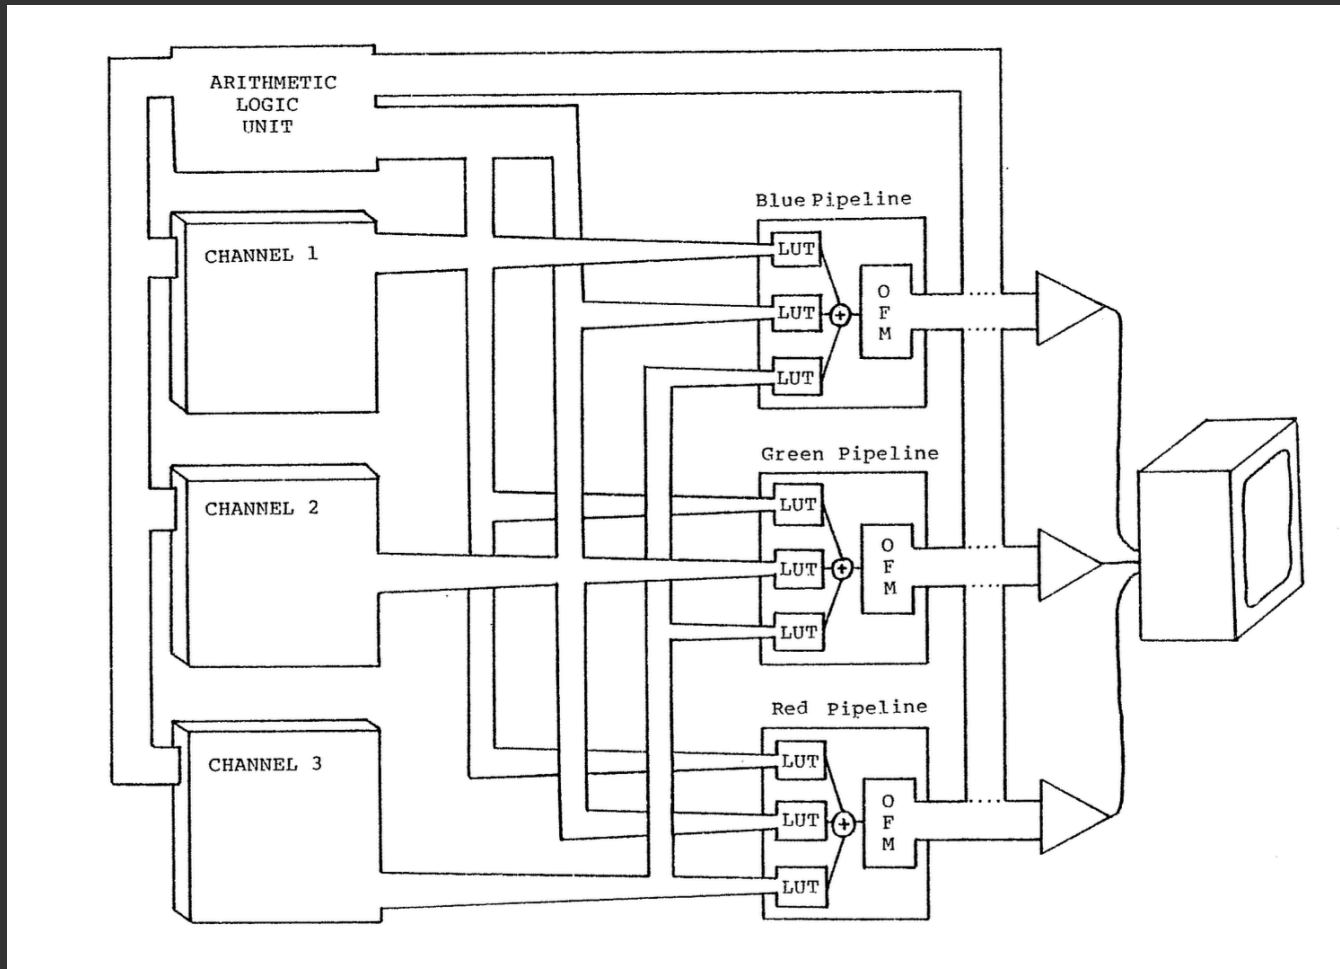 ARITHMETIC
LOGIC
UNIT
Blue Pipeline
CHANNEL 1
LUT
LUT
LUT
O
F
M
Green Pipeline
CHANNEL 2
LUT
LUT
LUT
O
F
M
Red Pipeline
CHANNEL 3
LUT
LUT
LUT
O
F
M